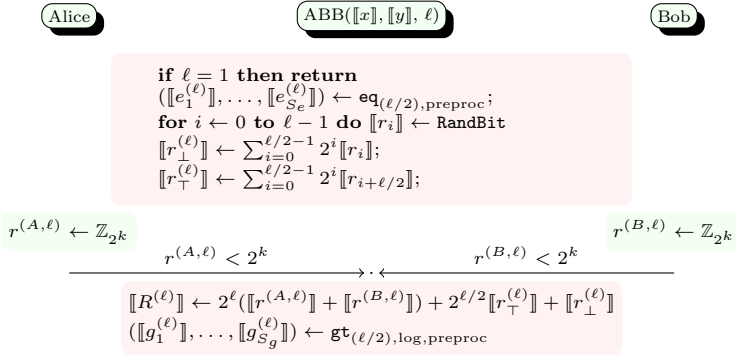 Alice ABB(⟦x⟧, ⟦y⟧, ℓ) Bob
if ℓ = 1 then return
(⟦e_1^{(ℓ)}⟧, …, ⟦e_{S_e}^{(ℓ)}⟧) ← eq_{(ℓ/2),preproc};
for i ← 0 to ℓ − 1 do ⟦r_i⟧ ← RandBit
⟦r_⊥^{(ℓ)}⟧ ← ∑_{i=0}^{ℓ/2−1} 2^i⟦r_i⟧;
⟦r_⊤^{(ℓ)}⟧ ← ∑_{i=0}^{ℓ/2−1} 2^i⟦r_{i+ℓ/2}⟧;
r^{(A,ℓ)} ← ℤ_{2^k} r^{(B,ℓ)} ← ℤ_{2^k}
r^{(A,ℓ)} < 2^k r^{(B,ℓ)} < 2^k
⟦R^{(ℓ)}⟧ ← 2^ℓ(⟦r^{(A,ℓ)}⟧ + ⟦r^{(B,ℓ)}⟧) + 2^{ℓ/2}⟦r_⊤^{(ℓ)}⟧ + ⟦r_⊥^{(ℓ)}⟧
(⟦g_1^{(ℓ)}⟧, …, ⟦g_{S_g}^{(ℓ)}⟧) ← gt_{(ℓ/2),log,preproc}